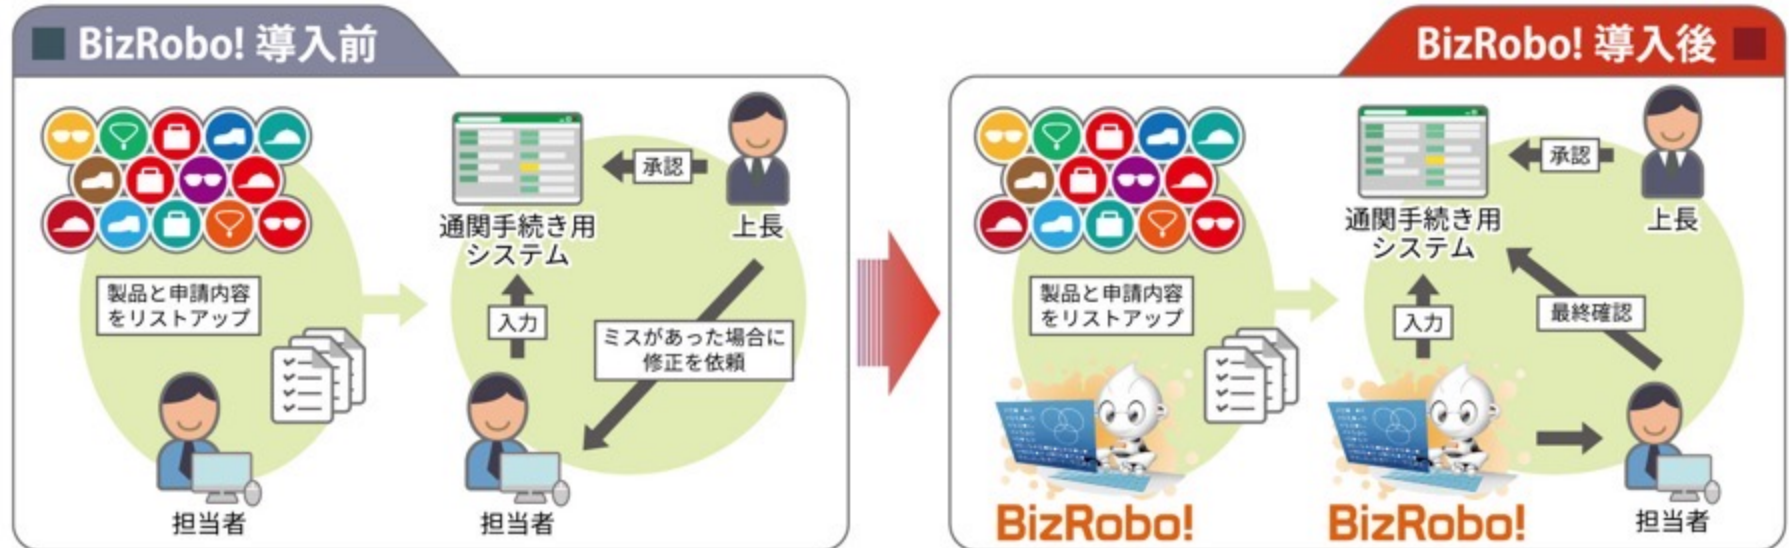 BizRobo! 導入前
製品と申請内容
をリストアップ
担当者
通関手続き用
システム
承認
上長
入力
ミスがあった場合に
修正を依頼
担当者
BizRobo! 導入後
製品と申請内容
をリストアップ
BizRobo!
通関手続き用
システム
承認
上長
入力
最終確認
BizRobo!
担当者